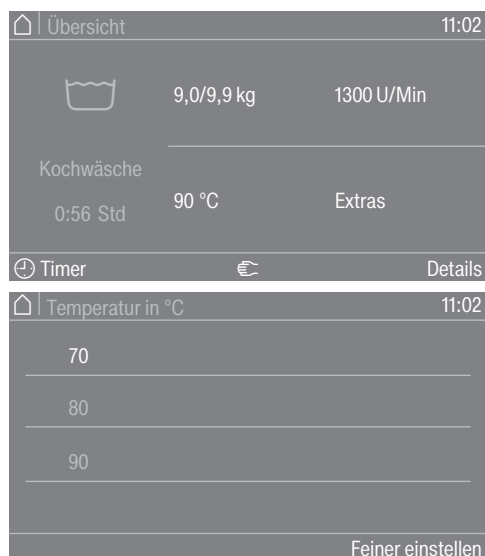 Übersicht 11:02
9,0/9,9 kg 1300 U/Min
Kochwäsche
0:56 Std 90 °C Extras
Timer Details
Temperatur in °C 11:02
70
80
90
Feiner einstellen